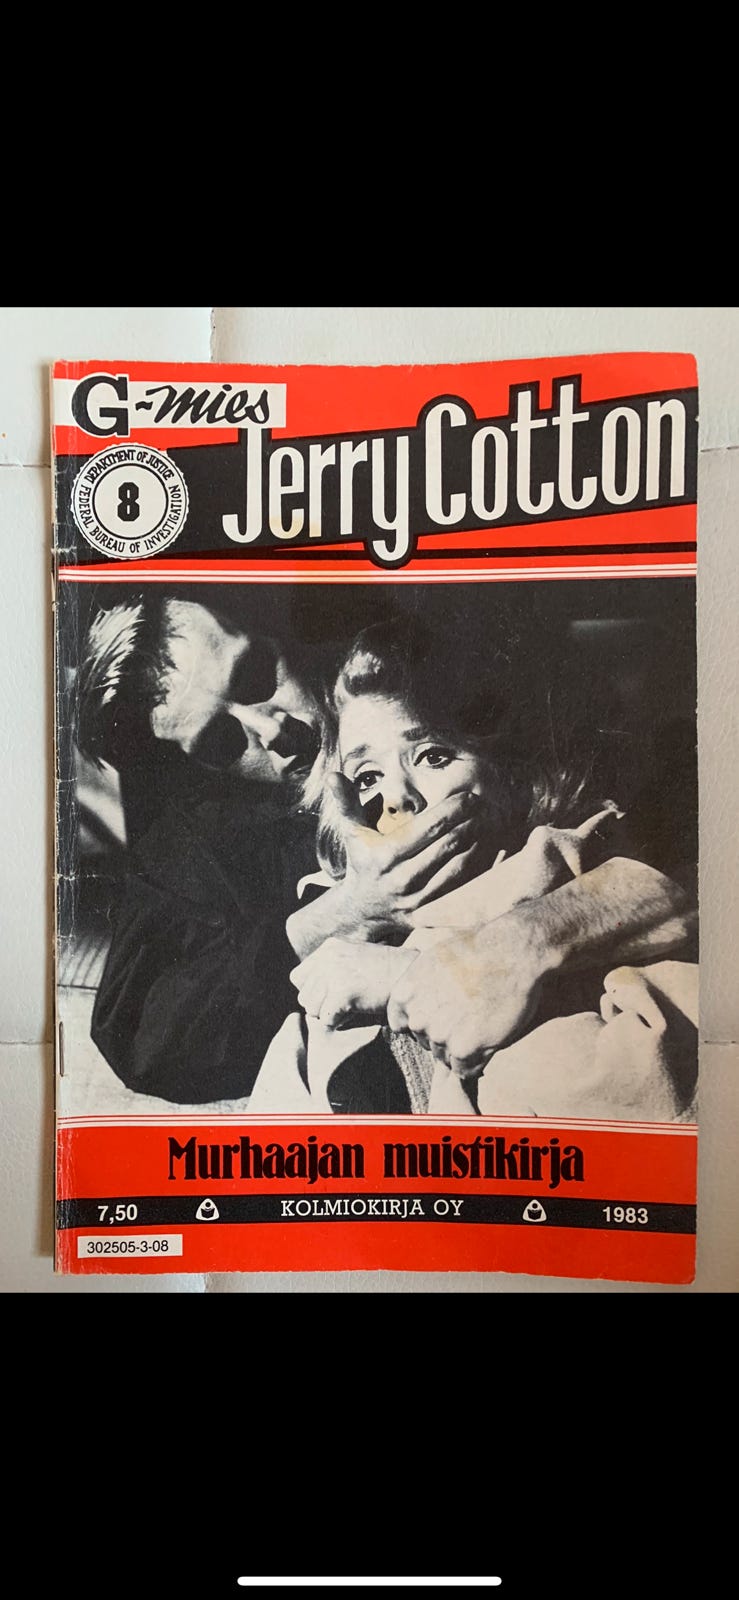 G-mies
Jerry Cotton
DEPARTMENT OF JUSTICE
FEDERAL BUREAU OF INVESTIGATION
8
Murhaajan muistikirja
7,50 KOLMIOKIRJA OY 1983
302505-3-08